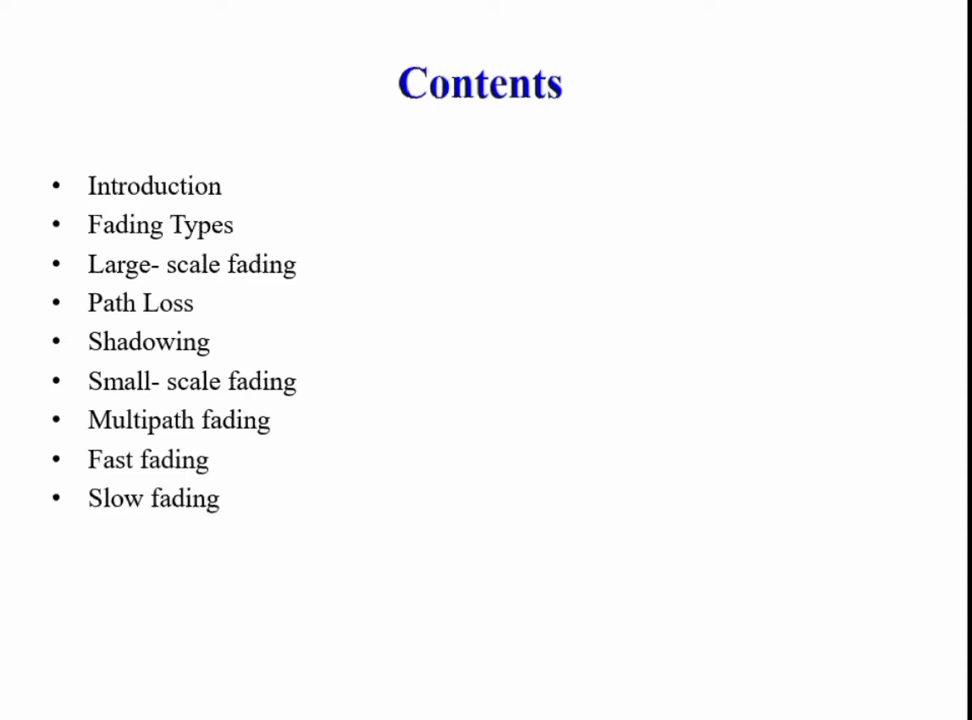 Contents
• Introduction
• Fading Types
• Large- scale fading
• Path Loss
• Shadowing
• Small- scale fading
• Multipath fading
• Fast fading
• Slow fading